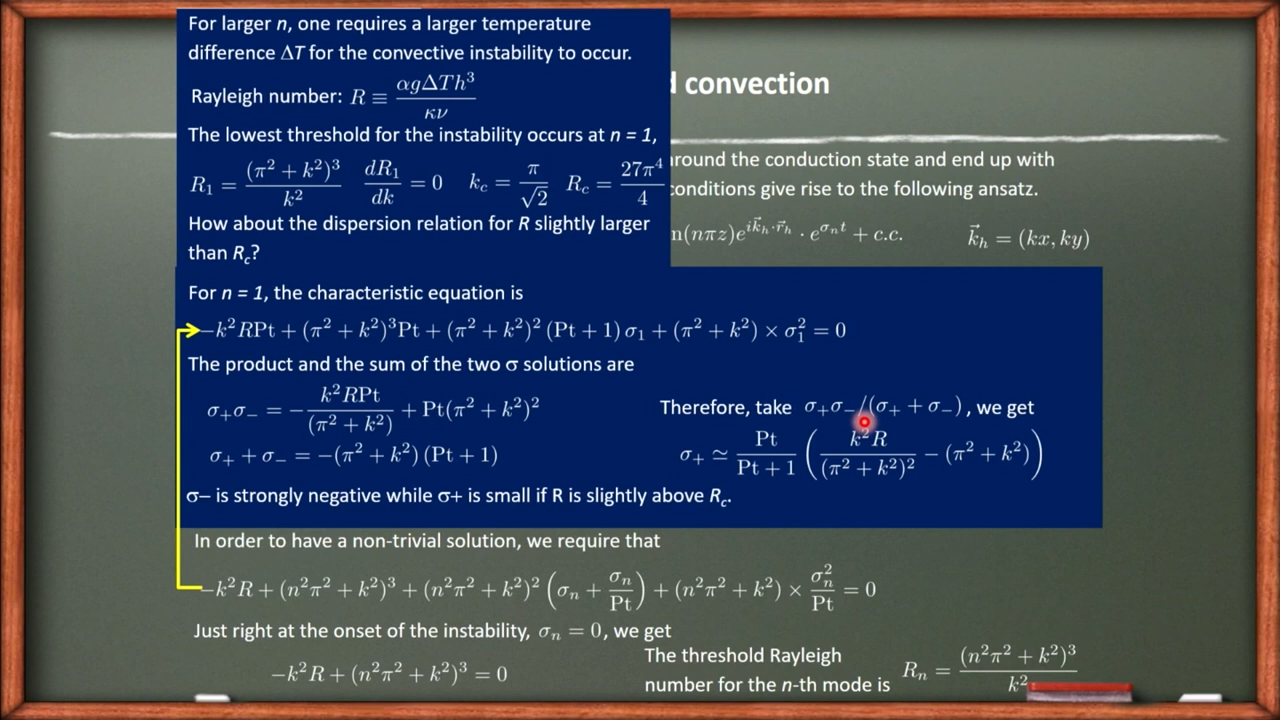 For larger n, one requires a larger temperature
difference ΔT for the convective instability to occur.
Rayleigh number: R ≡ αgΔTh³ / κν
convection
The lowest threshold for the instability occurs at n = 1,
around the conduction state and end up with
R₁ = (π² + k²)³ / k² dR₁/dk = 0 k_c = π/√2 R_c = 27π⁴/4
conditions give rise to the following ansatz.
How about the dispersion relation for R slightly larger
than R_c?
n(nπz)e^{i\vec{k}_h·\vec{r}_h} · e^{σ_n t} + c.c. \vec{k}_h = (kx, ky)
For n = 1, the characteristic equation is
−k²RPt + (π² + k²)³Pt + (π² + k²)² (Pt + 1) σ₁ + (π² + k²) × σ₁² = 0
The product and the sum of the two σ solutions are
σ₊σ₋ = − k²RPt / (π² + k²) + Pt(π² + k²)²
σ₊ + σ₋ = −(π² + k²) (Pt + 1)
Therefore, take σ₊σ₋/(σ₊ + σ₋), we get
σ₊ ≃ Pt / Pt + 1 ( k²R / (π² + k²)² − (π² + k²) )
σ− is strongly negative while σ+ is small if R is slightly above R_c.
In order to have a non-trivial solution, we require that
−k²R + (n²π² + k²)³ + (n²π² + k²)² (σ_n + σ_n/Pt) + (n²π² + k²) × σ_n²/Pt = 0
Just right at the onset of the instability, σ_n = 0, we get
−k²R + (n²π² + k²)³ = 0
The threshold Rayleigh
number for the n-th mode is R_n = (n²π² + k²)³ / k²